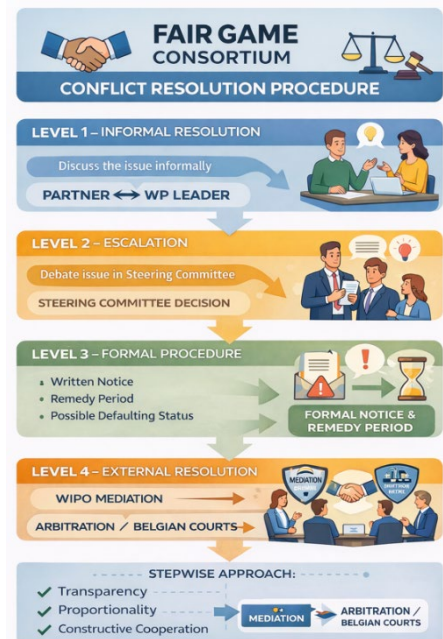 FAIR GAME
CONSORTIUM
CONFLICT RESOLUTION PROCEDURE
LEVEL 1 – INFORMAL RESOLUTION
Discuss the issue informally
PARTNER ↔ WP LEADER
LEVEL 2 – ESCALATION
Debate issue in Steering Committee
STEERING COMMITTEE DECISION
LEVEL 3 – FORMAL PROCEDURE
• Written Notice
• Remedy Period
• Possible Defaulting Status
FORMAL NOTICE &
REMEDY PERIOD
LEVEL 4 – EXTERNAL RESOLUTION
WIPO MEDIATION
ARBITRATION / BELGIAN COURTS
MEDIATION
STEPWISE APPROACH:
✓ Transparency
✓ Proportionality
✓ Constructive Cooperation
MEDIATION
ARBITRATION /
BELGIAN COURTS